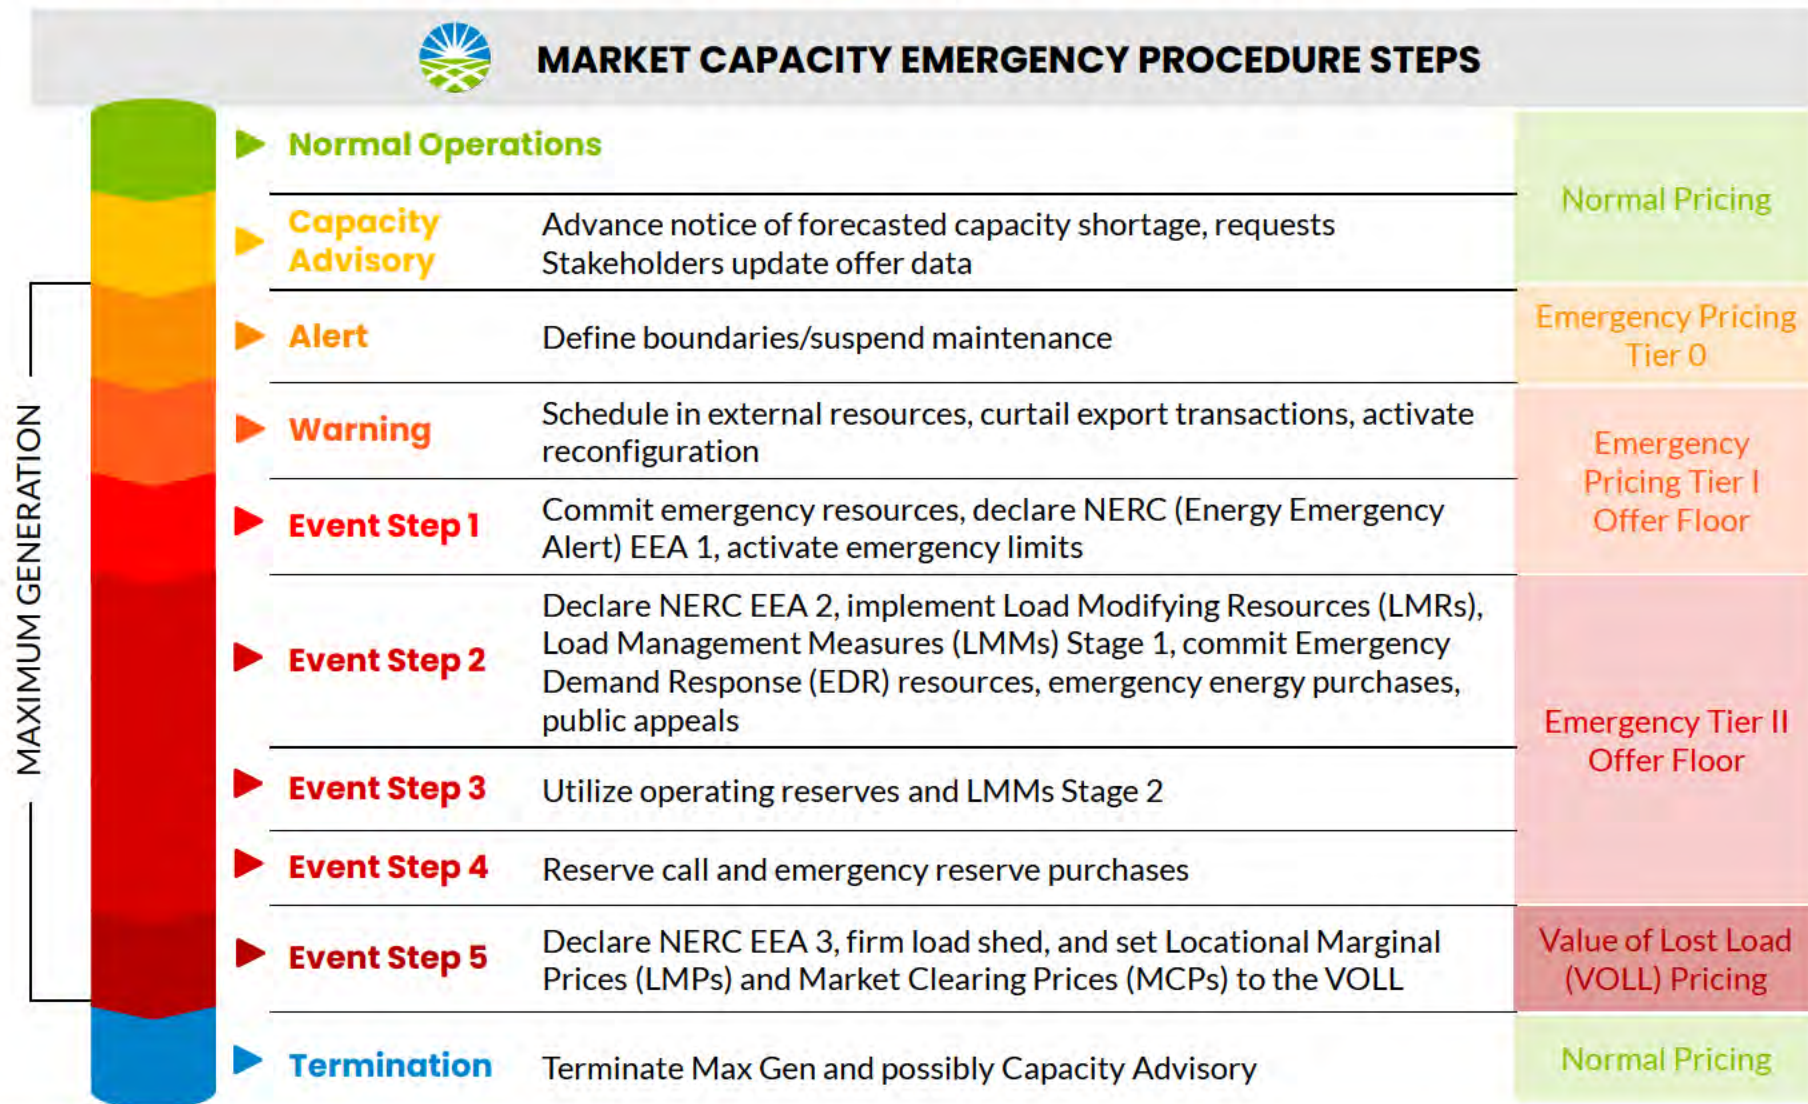 MARKET CAPACITY EMERGENCY PROCEDURE STEPS
MAXIMUM GENERATION
Normal Operations
Normal Pricing
Capacity
Advisory
Advance notice of forecasted capacity shortage, requests
Stakeholders update offer data
Alert
Define boundaries/suspend maintenance
Emergency Pricing
Tier 0
Warning
Schedule in external resources, curtail export transactions, activate
reconfiguration
Emergency
Pricing Tier I
Offer Floor
Event Step 1
Commit emergency resources, declare NERC (Energy Emergency
Alert) EEA 1, activate emergency limits
Event Step 2
Declare NERC EEA 2, implement Load Modifying Resources (LMRs),
Load Management Measures (LMMs) Stage 1, commit Emergency
Demand Response (EDR) resources, emergency energy purchases,
public appeals
Emergency Tier II
Offer Floor
Event Step 3
Utilize operating reserves and LMMs Stage 2
Event Step 4
Reserve call and emergency reserve purchases
Event Step 5
Declare NERC EEA 3, firm load shed, and set Locational Marginal
Prices (LMPs) and Market Clearing Prices (MCPs) to the VOLL
Value of Lost Load
(VOLL) Pricing
Termination
Terminate Max Gen and possibly Capacity Advisory
Normal Pricing